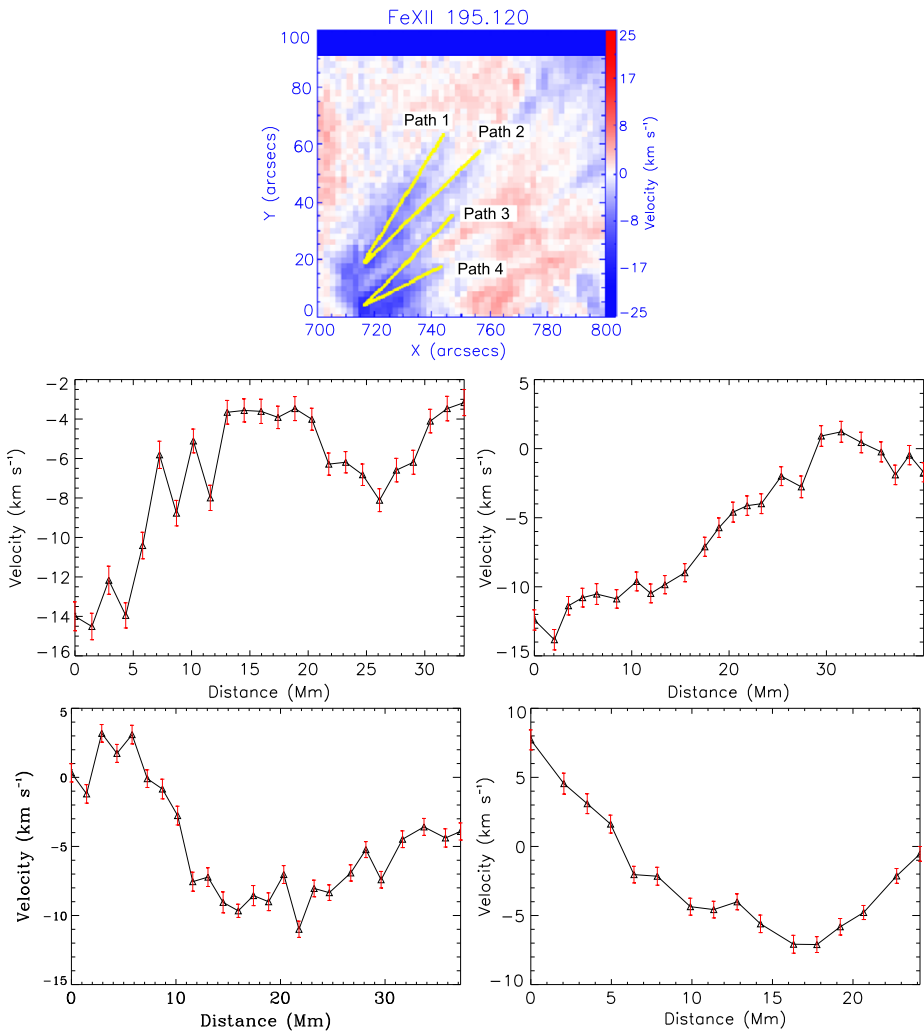 FeXII 195.120
100
80
60
40
20
0
Y (arcsecs)
Path 1
Path 2
Path 3
Path 4
700 720 740 760 780 800
X (arcsecs)
25
17
8
0
-8
-17
-25
Velocity (km s⁻¹)
-2
-4
-6
-8
-10
-12
-14
-16
Velocity (km s⁻¹)
0 5 10 15 20 25 30
Distance (Mm)
5
0
-5
-10
-15
Velocity (km s⁻¹)
0 10 20 30
Distance (Mm)
5
0
-5
-10
-15
Velocity (km s⁻¹)
0 10 20 30
Distance (Mm)
10
5
0
-5
-10
Velocity (km s⁻¹)
0 5 10 15 20
Distance (Mm)